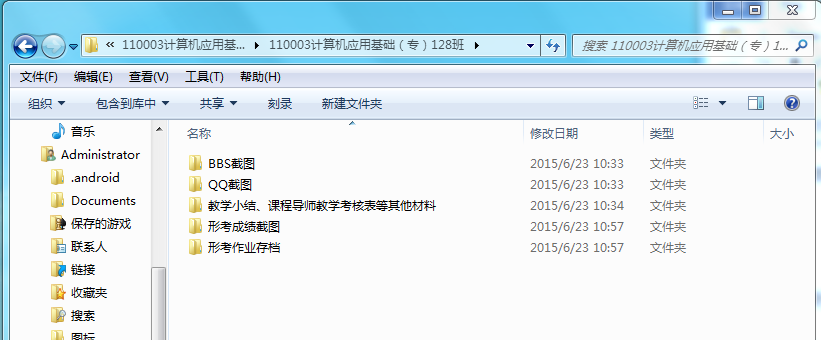 « 110003计算机应用基... 110003计算机应用基础（专）128班
搜索 110003计算机应用基础（专）1...
文件(F) 编辑(E) 查看(V) 工具(T) 帮助(H)
组织 包含到库中 共享 刻录 新建文件夹
名称 修改日期 类型 大小
音乐
Administrator
.android
Documents
保存的游戏
联系人
链接
收藏夹
搜索
图标
BBS截图 2015/6/23 10:33 文件夹
QQ截图 2015/6/23 10:33 文件夹
教学小结、课程导师教学考核表等其他材料 2015/6/23 10:34 文件夹
形考成绩截图 2015/6/23 10:57 文件夹
形考作业存档 2015/6/23 10:57 文件夹